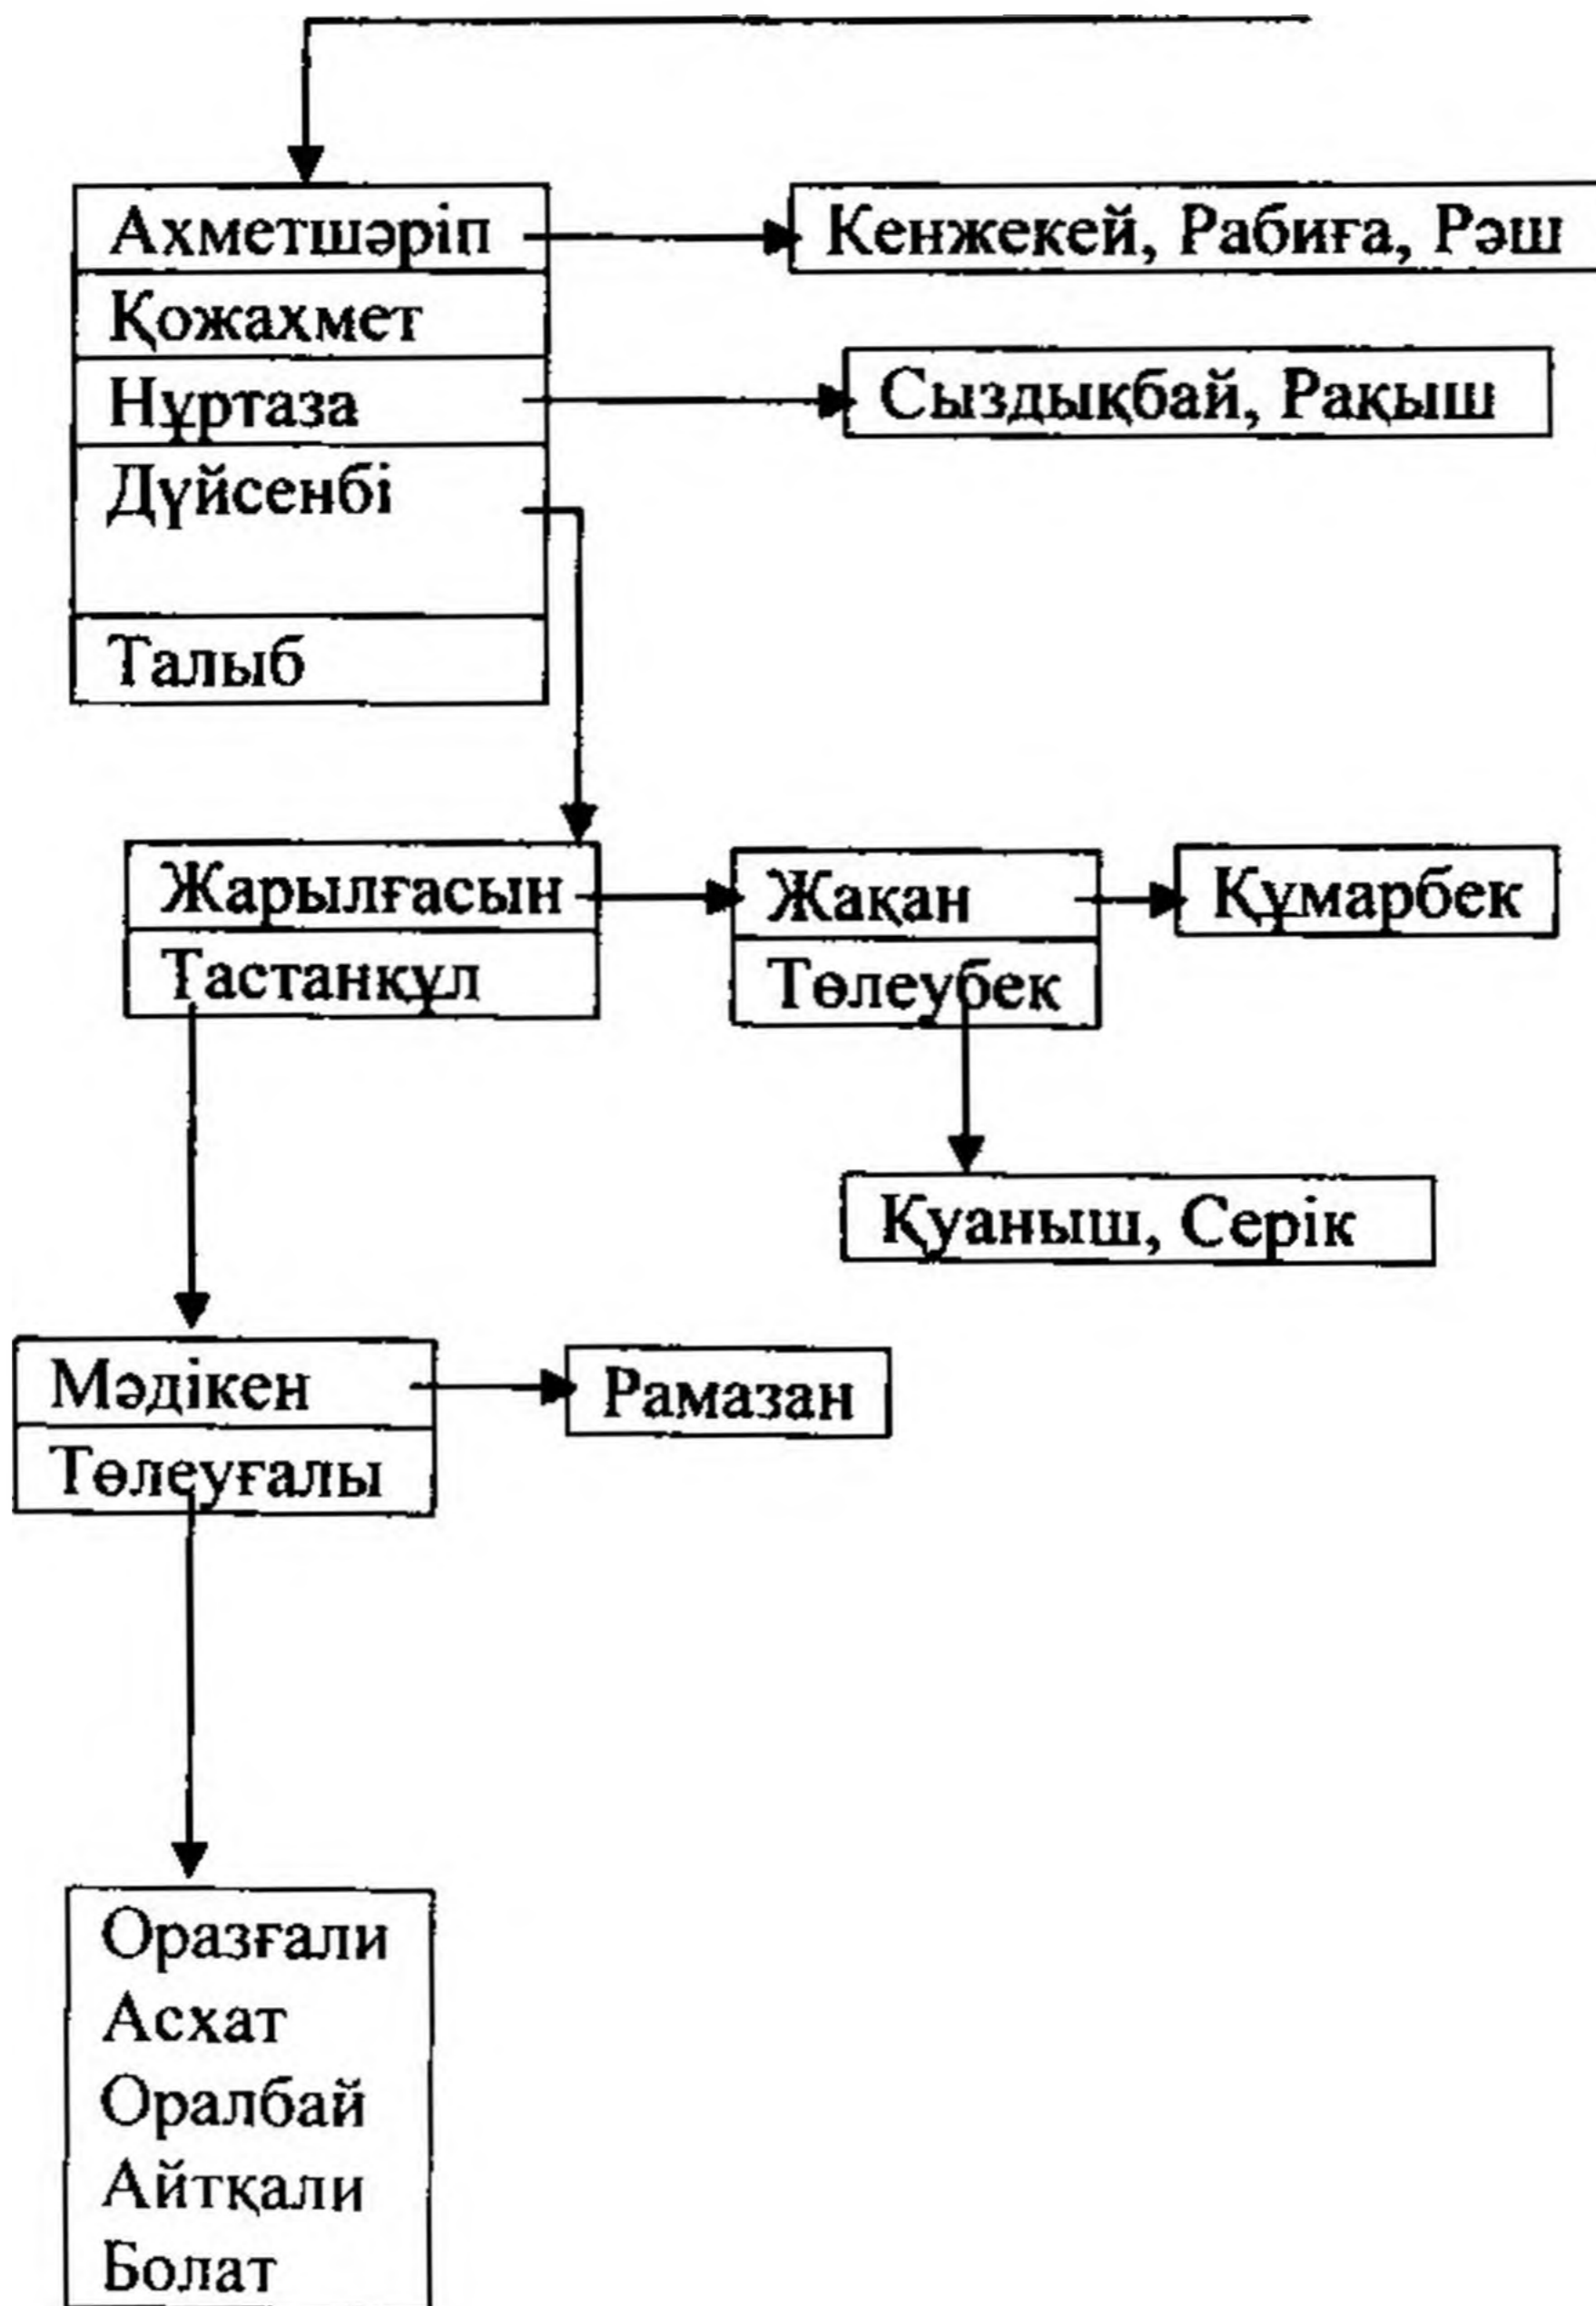 Ахметшәріп
Кенжекей, Рабиға, Рәш
Қожахмет
Нұртаза
Сыздықбай, Рақыш
Дүйсенбі
Талыб
Жарылғасын
Жақан
Құмарбек
Тастанқұл
Төлеубек
Қуаныш, Серік
Мәдікен
Рамазан
Төлеуғалы
Оразғали
Асхат
Оралбай
Айтқали
Болат